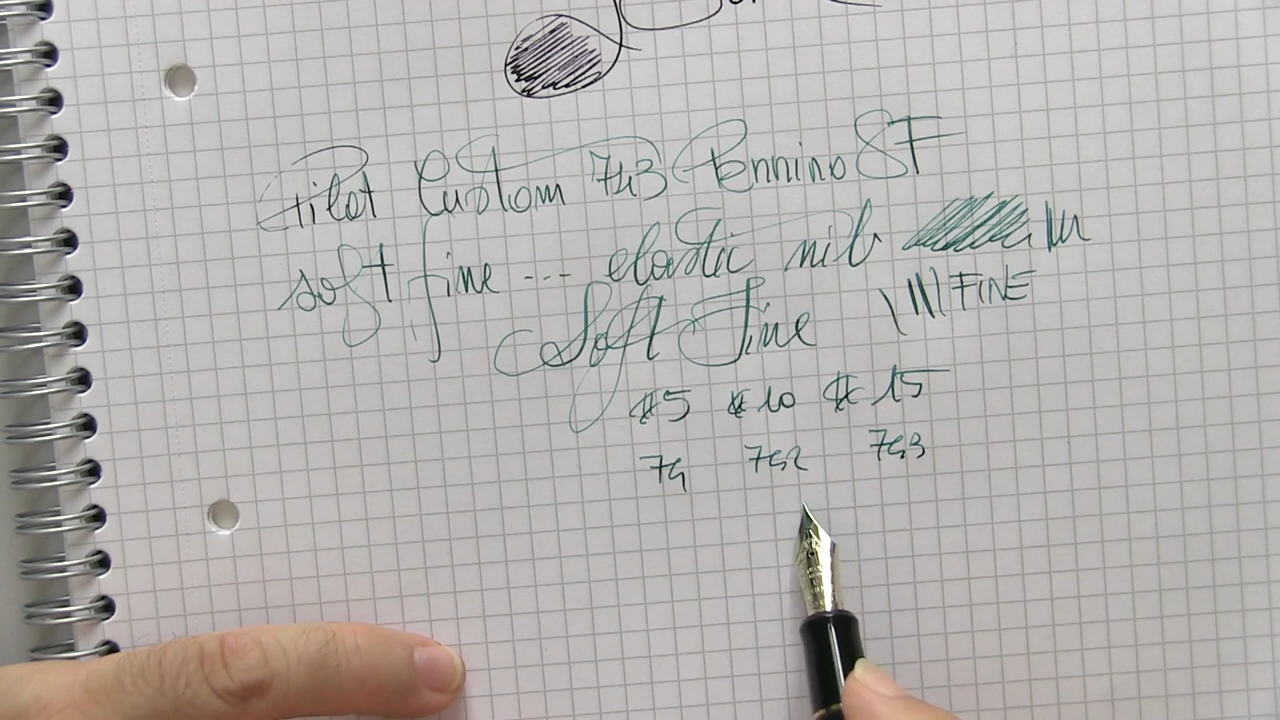 Pilot Custom 743 Pennino SF
soft fine --- elastic nib
Soft Fine FINE
#5 #10 #15
74 742 743